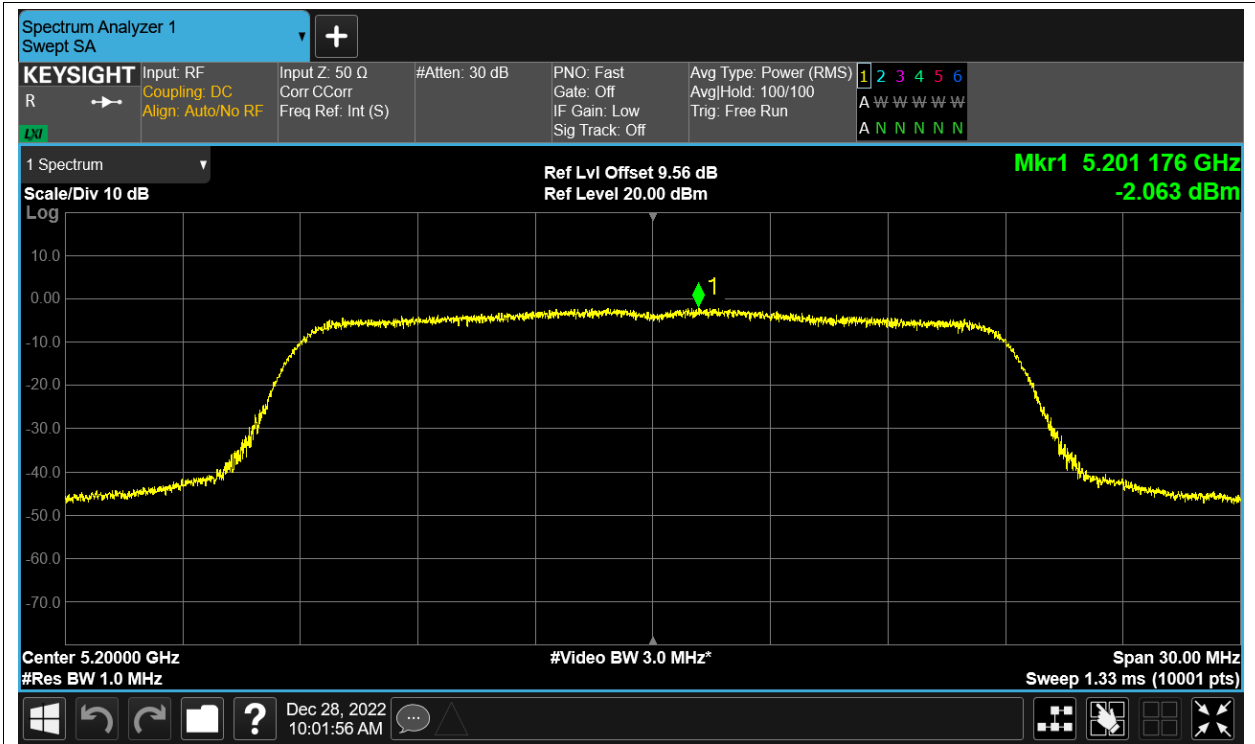 Spectrum Analyzer 1
Swept SA
+
KEYSIGHT
R
LXI
Input: RF
Coupling: DC
Align: Auto/No RF
Input Z: 50 Ω
Corr CCorr
Freq Ref: Int (S)
#Atten: 30 dB
PNO: Fast
Gate: Off
IF Gain: Low
Sig Track: Off
Avg Type: Power (RMS)
Avg|Hold: 100/100
Trig: Free Run
1 2 3 4 5 6
A W W W W W
A N N N N N
1 Spectrum
Scale/Div 10 dB
Ref Lvl Offset 9.56 dB
Ref Level 20.00 dBm
Mkr1 5.201 176 GHz
-2.063 dBm
Log
10.0
0.00
-10.0
-20.0
-30.0
-40.0
-50.0
-60.0
-70.0
1
Center 5.20000 GHz
#Res BW 1.0 MHz
#Video BW 3.0 MHz*
Span 30.00 MHz
Sweep 1.33 ms (10001 pts)
?
Dec 28, 2022
10:01:56 AM